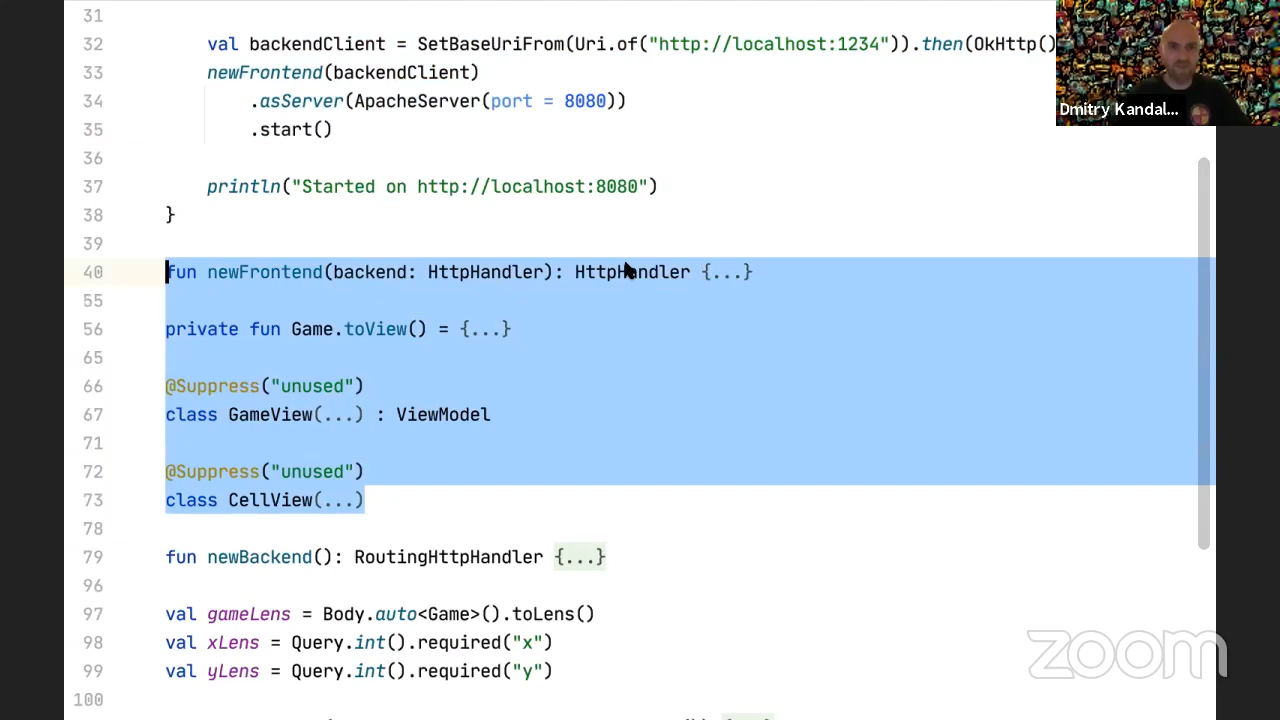 31
32 val backendClient = SetBaseUriFrom(Uri.of("http://localhost:1234")).then(OkHttp()
33 newFrontend(backendClient)
34 .asServer(ApacheServer(port = 8080))
35 .start()
36
37 println("Started on http://localhost:8080")
38 }
39
40 fun newFrontend(backend: HttpHandler): HttpHandler {...}
55
56 private fun Game.toView() = {...}
65
66 @Suppress("unused")
67 class GameView(...) : ViewModel
71
72 @Suppress("unused")
73 class CellView(...)
78
79 fun newBackend(): RoutingHttpHandler {...}
96
97 val gameLens = Body.auto<Game>().toLens()
98 val xLens = Query.int().required("x")
99 val yLens = Query.int().required("y")
100
Dmitry Kandal...
zoom